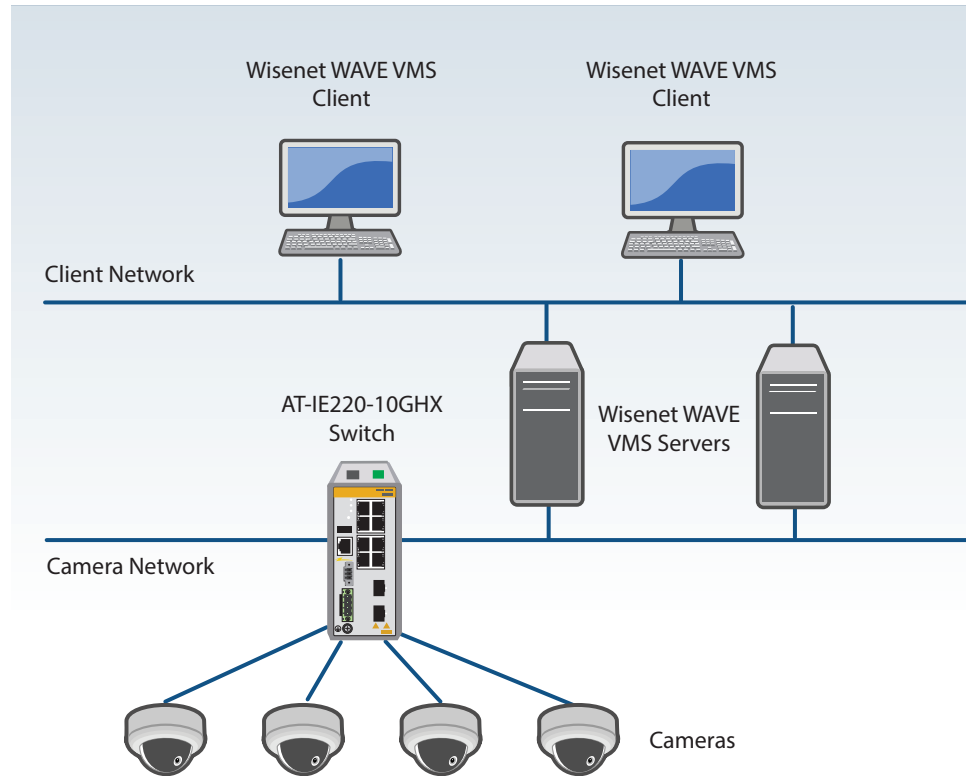 Wisenet WAVE VMS
Client
Wisenet WAVE VMS
Client
Client Network
AT-IE220-10GHX
Switch
Wisenet WAVE
VMS Servers
Camera Network
Cameras